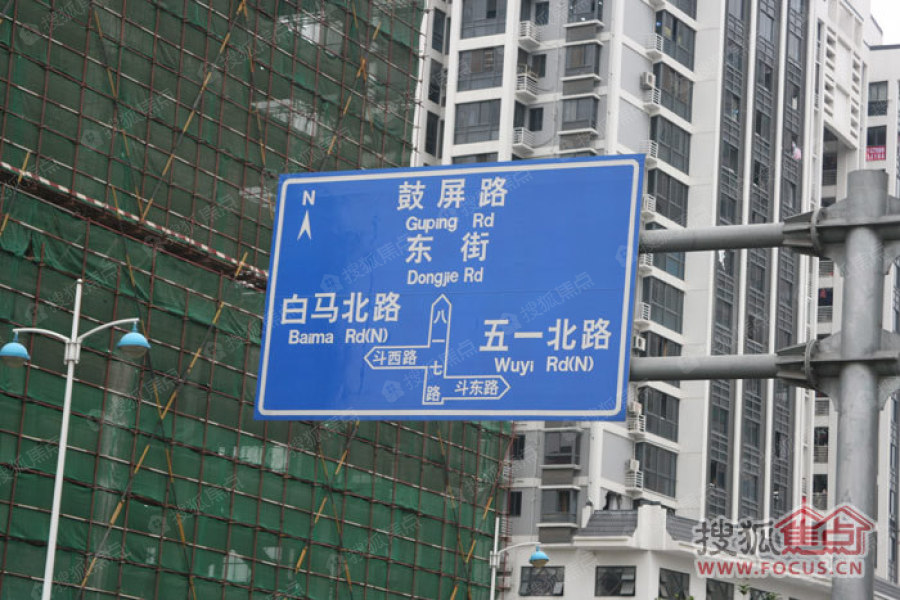 N
鼓屏路
Guping Rd
东街
Dongjie Rd
白马北路
Baima Rd(N)
五一北路
Wuyi Rd(N)
八一七路
斗西路
斗东路
搜狐焦点
WWW.FOCUS.CN